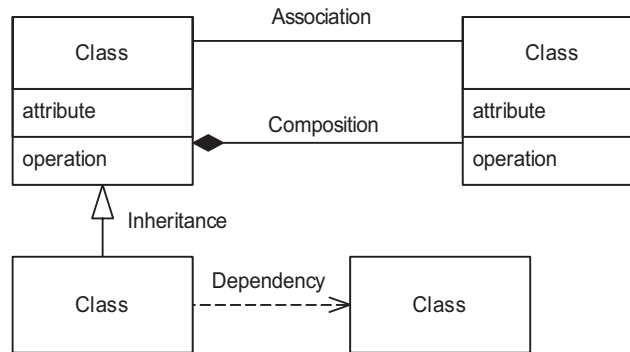 Association
Class
Class
attribute
attribute
Composition
operation
operation
Inheritance
Class
Dependency
Class